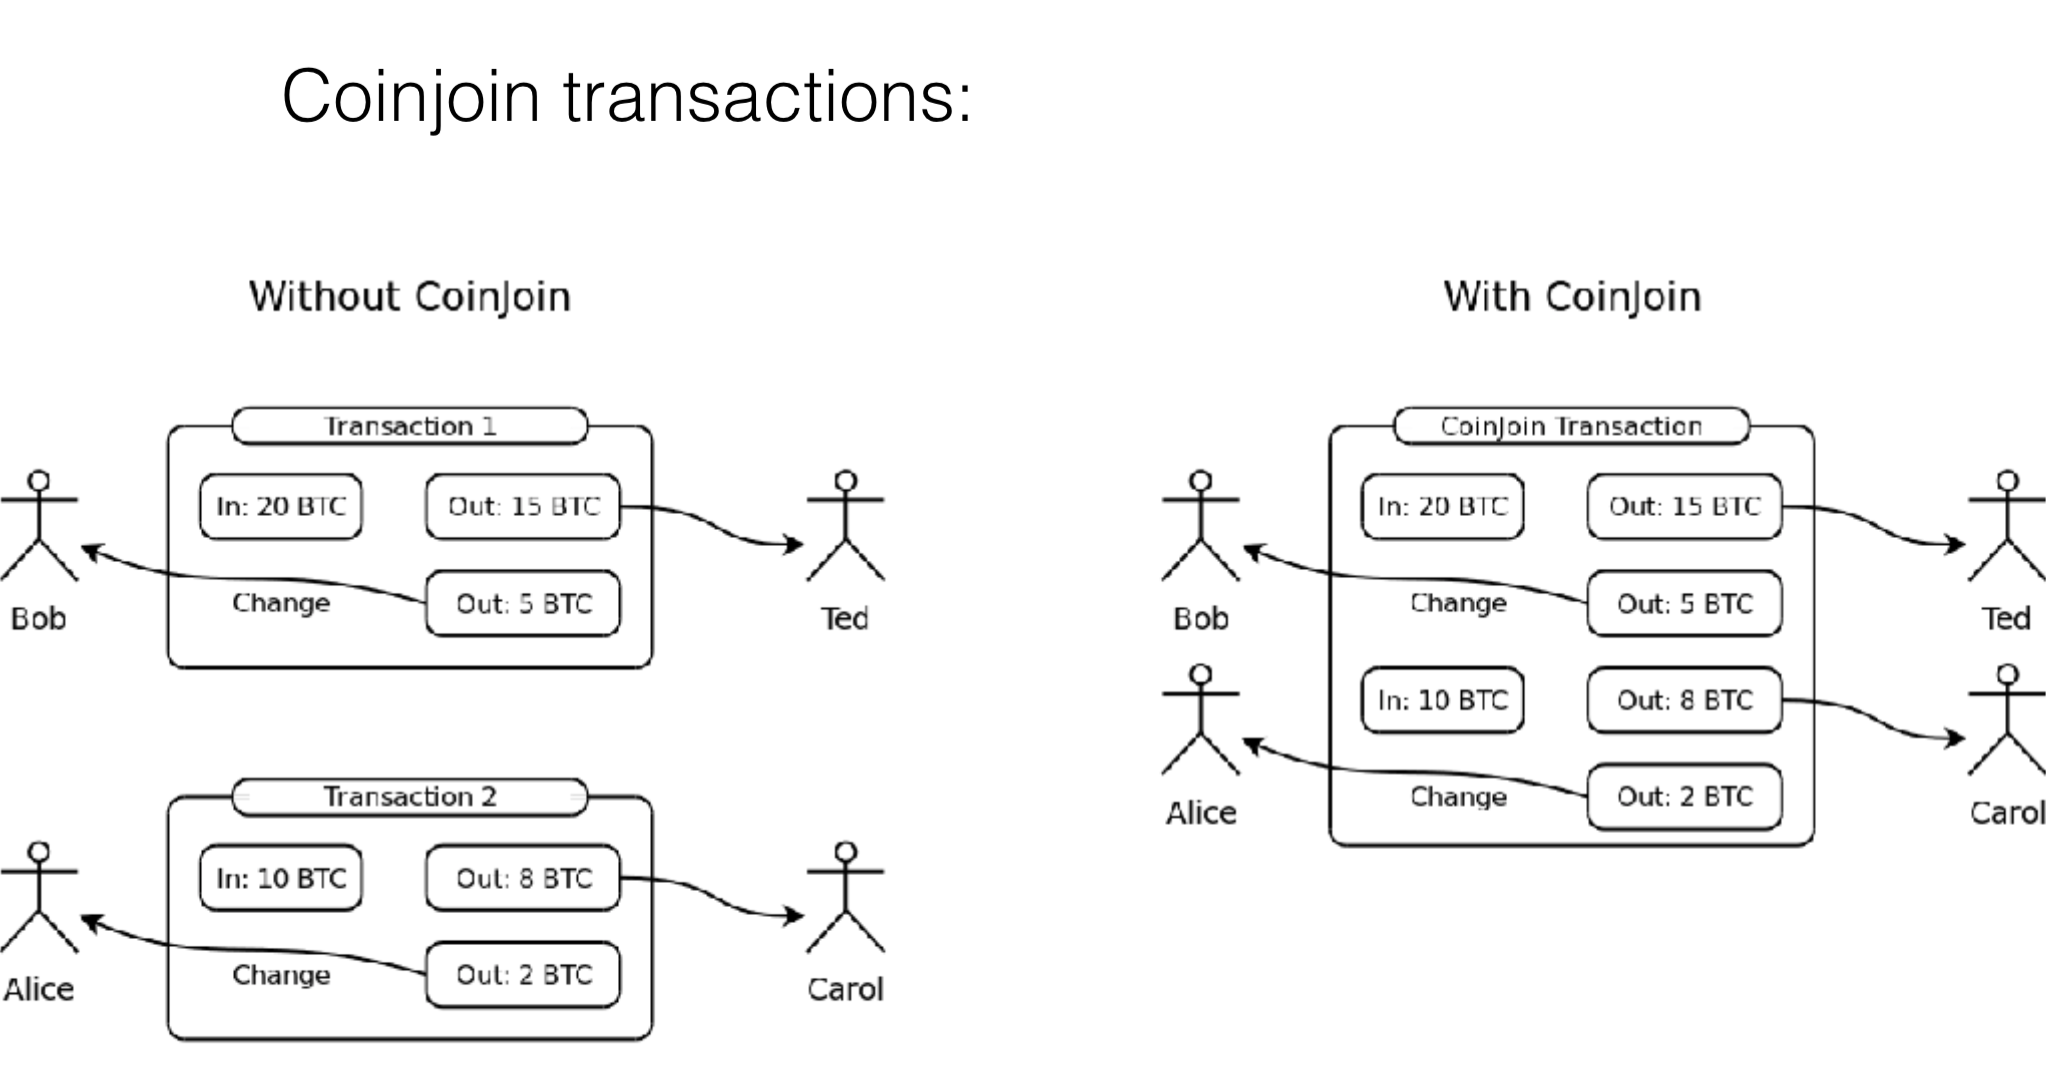 Coinjoin transactions:
Without CoinJoin
Transaction 1
In: 20 BTC
Out: 15 BTC
Change
Out: 5 BTC
Bob
Ted
Transaction 2
In: 10 BTC
Out: 8 BTC
Change
Out: 2 BTC
Alice
Carol
With CoinJoin
CoinJoin Transaction
In: 20 BTC
Out: 15 BTC
Change
Out: 5 BTC
Bob
Ted
In: 10 BTC
Out: 8 BTC
Change
Out: 2 BTC
Alice
Carol